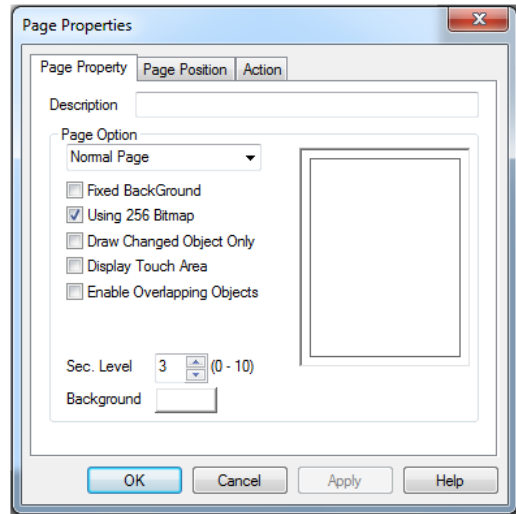 Page Properties
Page Property Page Position Action
Description
Page Option
Normal Page
Fixed BackGround
Using 256 Bitmap
Draw Changed Object Only
Display Touch Area
Enable Overlapping Objects
Sec. Level 3 (0 - 10)
Background
OK Cancel Apply Help